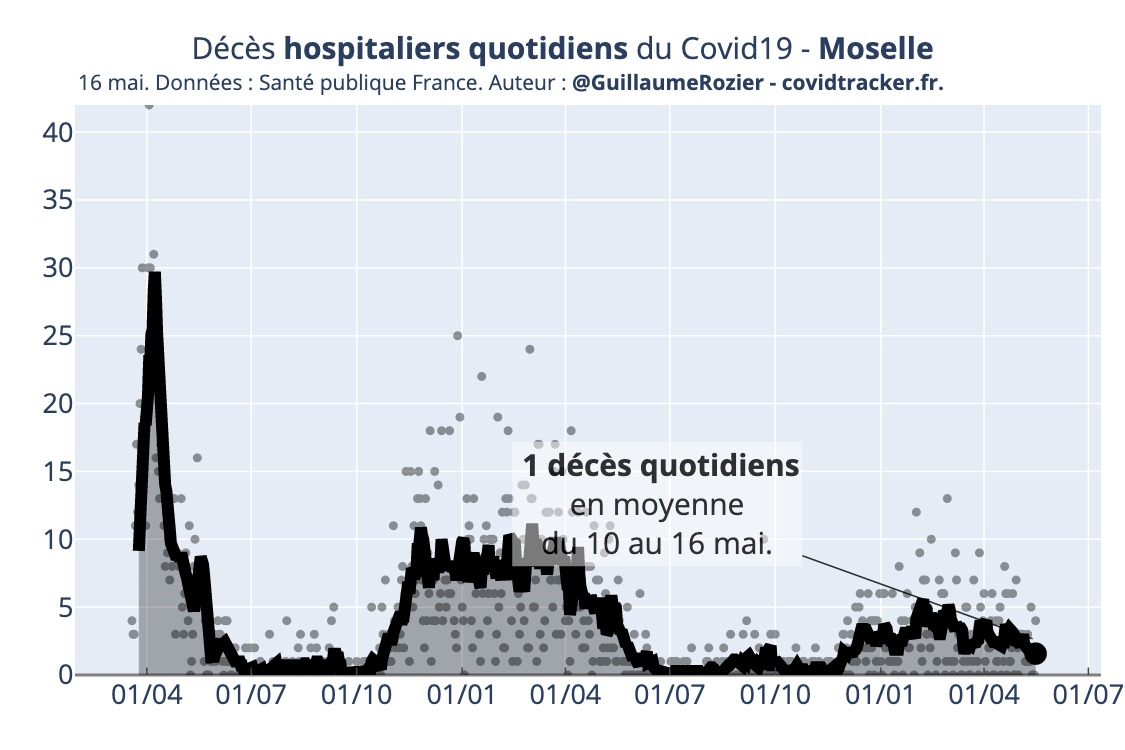 Décès hospitaliers quotidiens du Covid19 - Moselle
16 mai. Données : Santé publique France. Auteur : @GuillaumeRozier - covidtracker.fr.
40
35
30
25
20
15
10
5
0
1 décès quotidiens
en moyenne
du 10 au 16 mai.
01/04 01/07 01/10 01/01 01/04 01/07 01/10 01/01 01/04 01/07